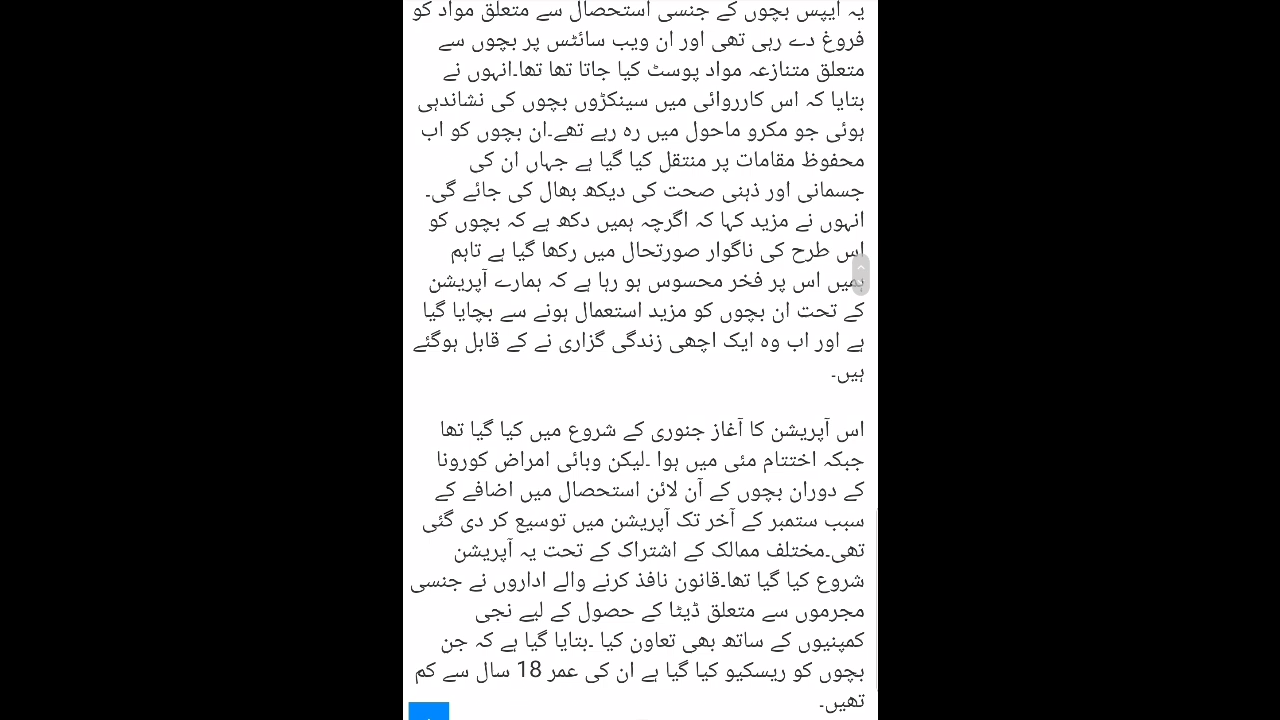 یہ ایپس بچوں کے جنسی استحصال سے متعلق مواد کو
فروغ دے رہی تھی اور ان ویب سائٹس پر بچوں سے
متعلق متنازعہ مواد پوسٹ کیا جاتا تھا تھا۔انہوں نے
بتایا کہ اس کارروائی میں سینکڑوں بچوں کی نشاندہی
ہوئی جو مکرو ماحول میں رہ رہے تھے۔ان بچوں کو اب
محفوظ مقامات پر منتقل کیا گیا ہے جہاں ان کی
جسمانی اور ذہنی صحت کی دیکھ بھال کی جائے گی۔
انہوں نے مزید کہا کہ اگرچہ ہمیں دکھ ہے کہ بچوں کو
اس طرح کی ناگوار صورتحال میں رکھا گیا ہے تاہم
ہمیں اس پر فخر محسوس ہو رہا ہے کہ ہمارے آپریشن
کے تحت ان بچوں کو مزید استعمال ہونے سے بچایا گیا
ہے اور اب وہ ایک اچھی زندگی گزاری نے کے قابل ہوگئے
ہیں۔
اس آپریشن کا آغاز جنوری کے شروع میں کیا گیا تھا
جبکہ اختتام مئی میں ہوا ۔لیکن وبائی امراض کورونا
کے دوران بچوں کے آن لائن استحصال میں اضافے کے
سبب ستمبر کے آخر تک آپریشن میں توسیع کر دی گئی
تھی۔مختلف ممالک کے اشتراک کے تحت یہ آپریشن
شروع کیا گیا تھا۔قانون نافذ کرنے والے اداروں نے جنسی
مجرموں سے متعلق ڈیٹا کے حصول کے لیے نجی
کمپنیوں کے ساتھ بھی تعاون کیا ۔بتایا گیا ہے کہ جن
بچوں کو ریسکیو کیا گیا ہے ان کی عمر 18 سال سے کم
تھیں۔